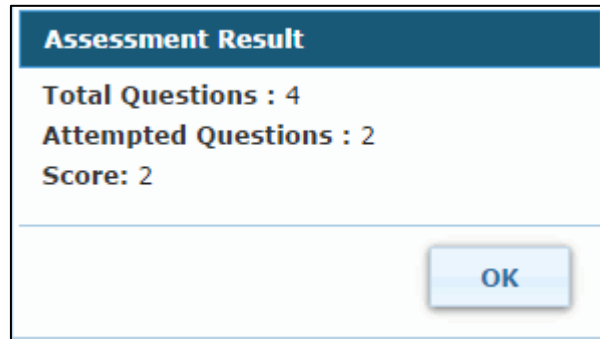 Assessment Result
Total Questions : 4
Attempted Questions : 2
Score: 2
OK